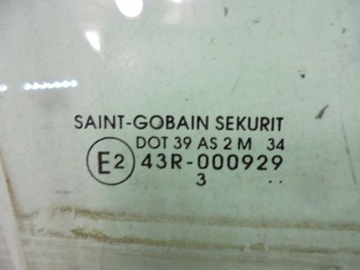 SAINT-GOBAIN SEKURIT
DOT 39 AS 2 M 34
E2 43R-000929
3 ..